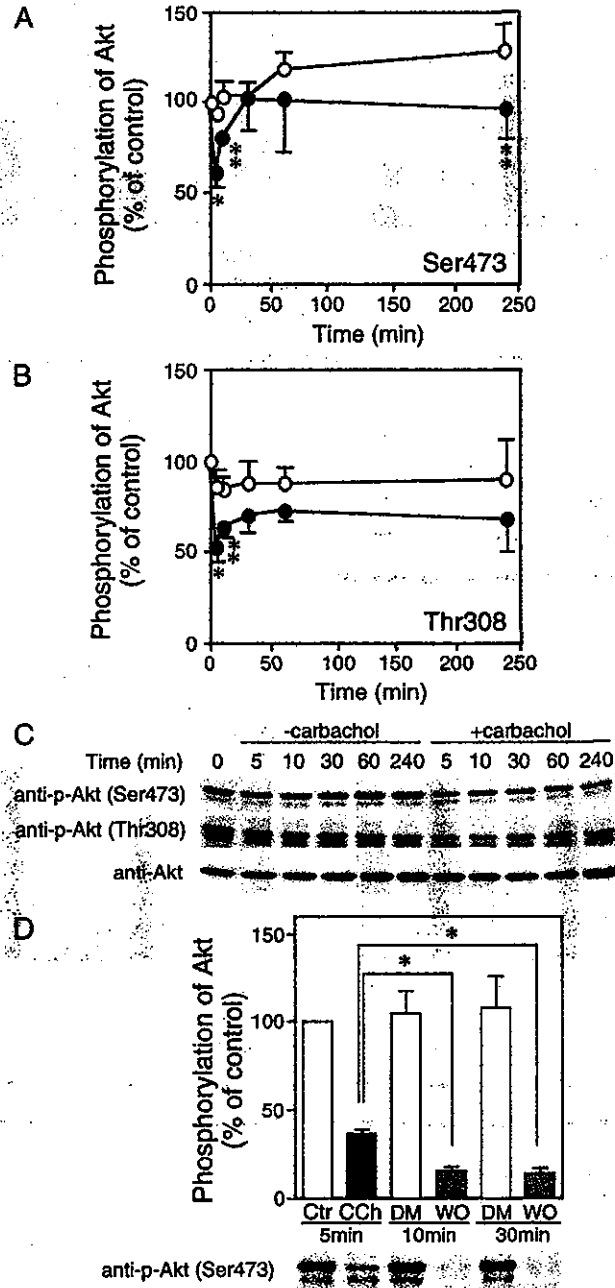 A
Phosphorylation of Akt
(% of control)
150
100
50
0
*
**
**
Ser473
0 50 100 150 200 250
Time (min)
B
Phosphorylation of Akt
(% of control)
150
100
50
0
*
**
Thr308
0 50 100 150 200 250
Time (min)
C
-carbachol +carbachol
Time (min) 0 5 10 30 60 240 5 10 30 60 240
anti-p-Akt (Ser473)
anti-p-Akt (Thr308)
anti-Akt
D
Phosphorylation of Akt
(% of control)
150
100
50
0
*
*
Ctr CCh DM WO DM WO
5min 10min 30min
anti-p-Akt (Ser473)